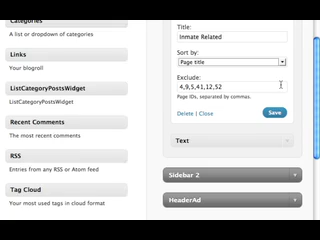 Categories
A list or dropdown of categories
Links
Your blogroll
ListCategoryPostsWidget
ListCategoryPostsWidget
Recent Comments
The most recent comments
RSS
Entries from any RSS or Atom feed
Tag Cloud
Your most used tags in cloud format
Title:
Inmate Related
Sort by:
Page title
Exclude:
4,9,5,41,12,52
Page IDs, separated by commas.
Delete | Close
Save
Text
Sidebar 2
HeaderAd